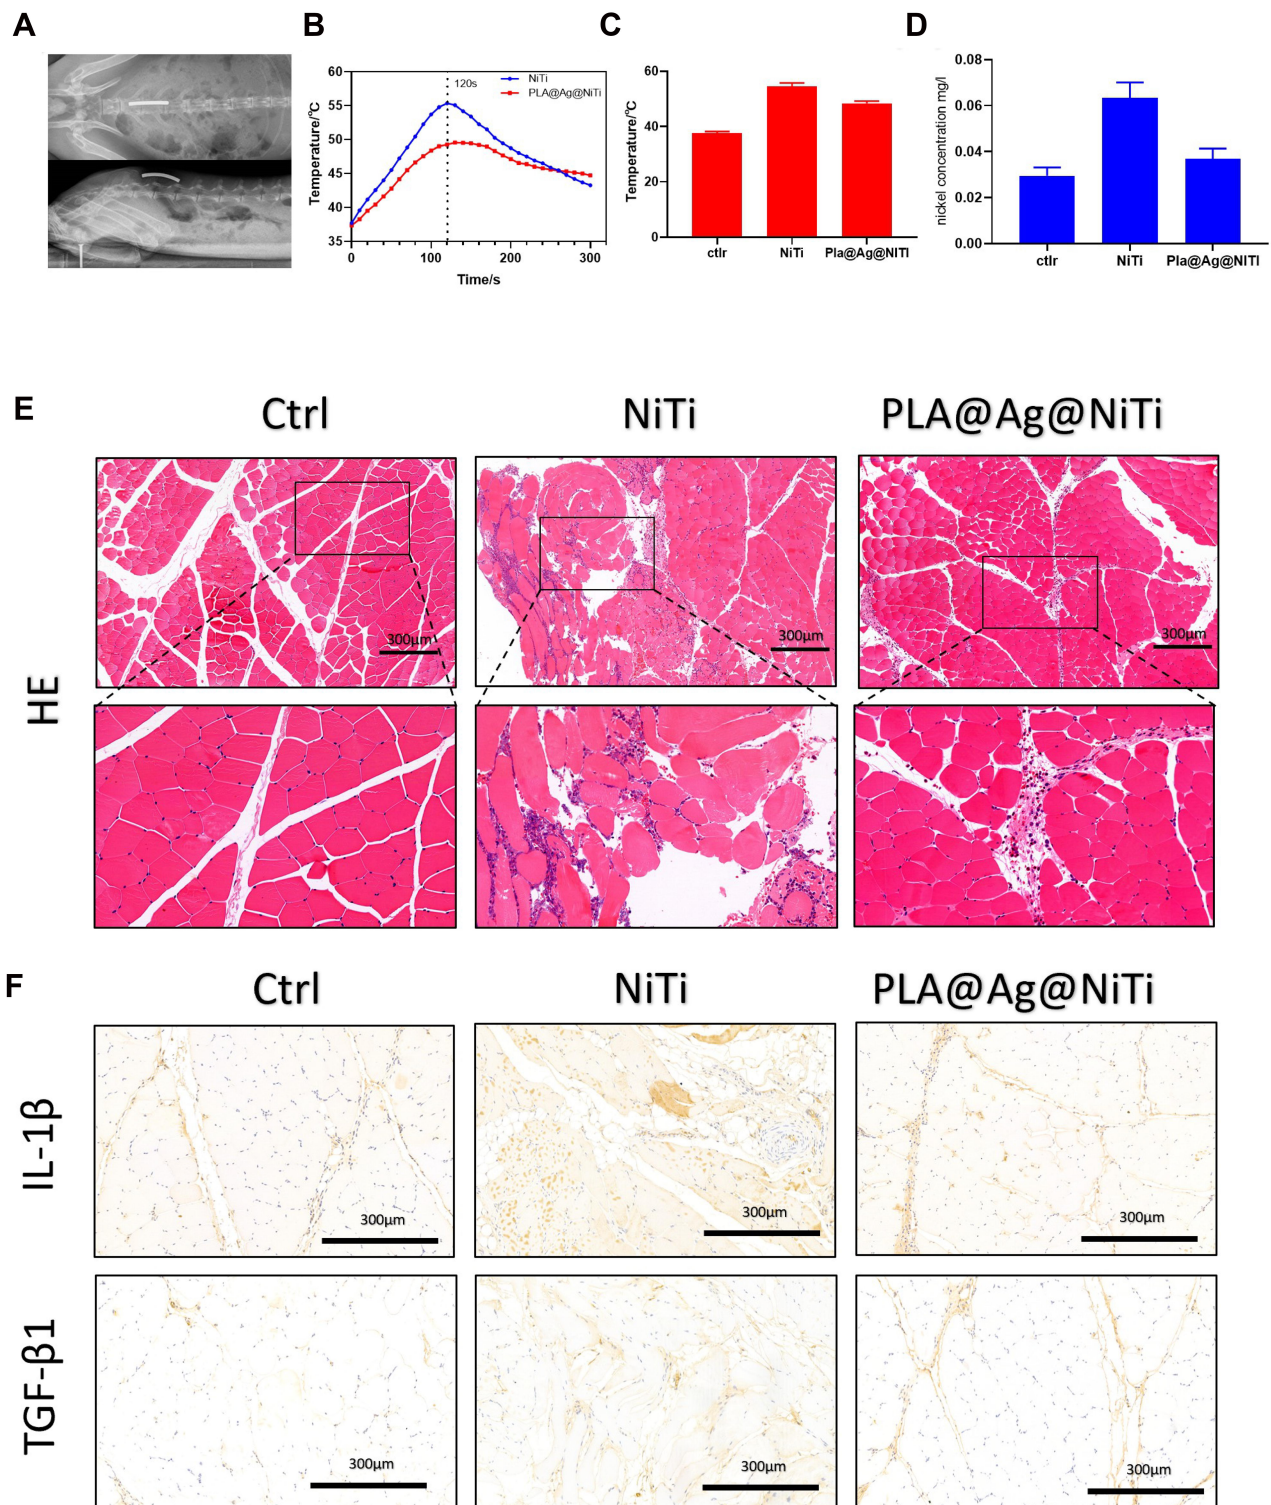 A
B
C
D
60
55
50
45
40
35
Temperature/℃
0
100
200
300
Time/s
120s
NiTi
PLA@Ag@NiTi
60
40
20
0
Temperature/℃
ctlr
NiTi
Pla@Ag@NITI
0.08
0.06
0.04
0.02
0.00
nickel concentration mg/l
ctlr
NiTi
Pla@Ag@NITI
E
Ctrl
NiTi
PLA@Ag@NiTi
HE
300μm
300μm
300μm
F
Ctrl
NiTi
PLA@Ag@NiTi
IL-1β
300μm
300μm
300μm
TGF-β1
300μm
300μm
300μm